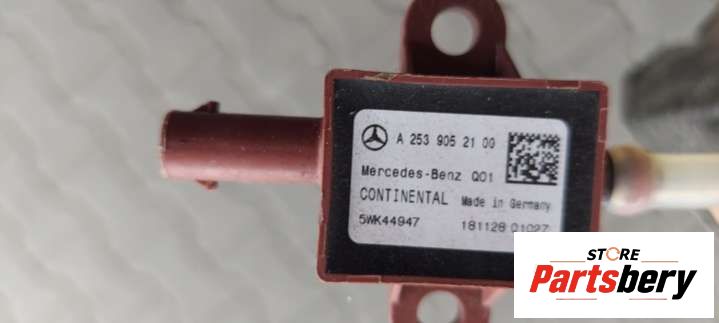 A 253 905 21 00
Mercedes-Benz Q01
CONTINENTAL Made in Germany
5WK44947 181128 01027
STORE
Partsbery